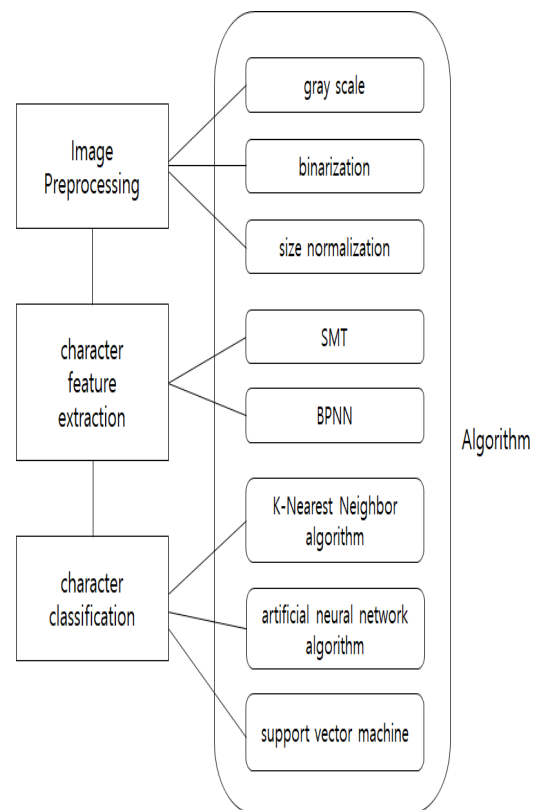 gray scale
Image
Preprocessing
binarization
size normalization
character
feature
extraction
SMT
BPNN
Algorithm
K-Nearest Neighbor
algorithm
character
classification
artificial neural network
algorithm
support vector machine